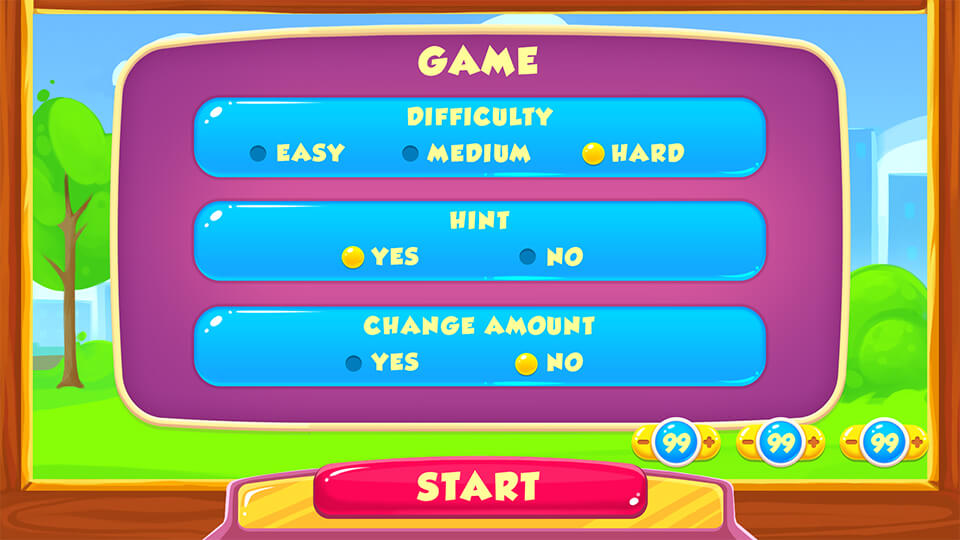 GAME
DIFFICULTY
EASY MEDIUM HARD
HINT
YES NO
CHANGE AMOUNT
YES NO
- 99 + - 99 + - 99 +
START